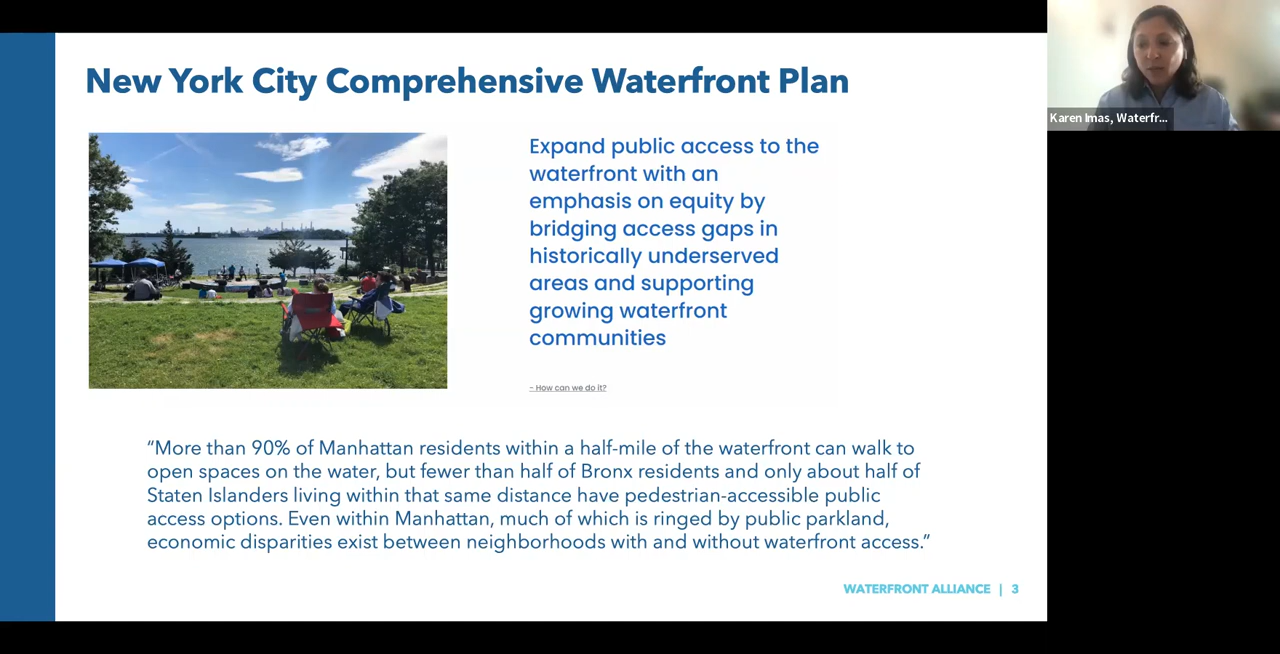 New York City Comprehensive Waterfront Plan
Expand public access to the
waterfront with an
emphasis on equity by
bridging access gaps in
historically underserved
areas and supporting
growing waterfront
communities
– How can we do it?
“More than 90% of Manhattan residents within a half-mile of the waterfront can walk to
open spaces on the water, but fewer than half of Bronx residents and only about half of
Staten Islanders living within that same distance have pedestrian-accessible public
access options. Even within Manhattan, much of which is ringed by public parkland,
economic disparities exist between neighborhoods with and without waterfront access.”
WATERFRONT ALLIANCE | 3
Karen Imas, Waterfr...